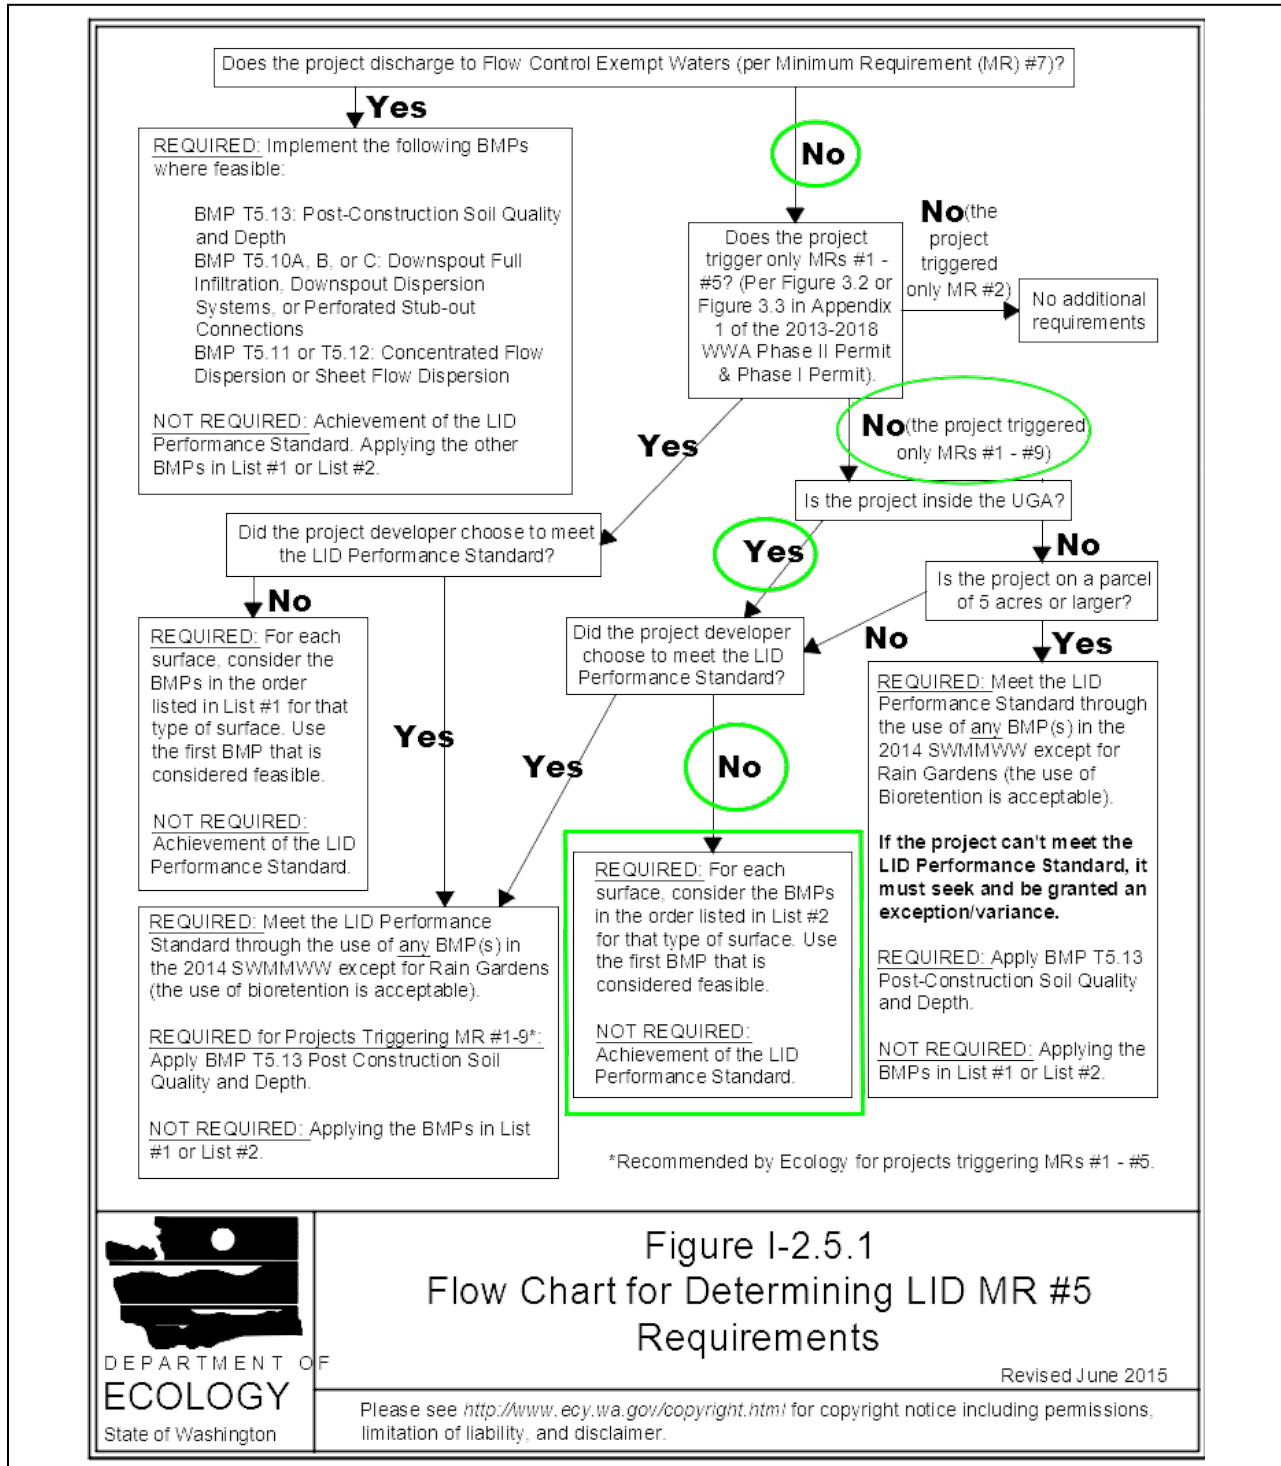 Does the project discharge to Flow Control Exempt Waters (per Minimum Requirement (MR) #7)?
Yes
No
REQUIRED: Implement the following BMPs
where feasible:
BMP T5.13: Post-Construction Soil Quality
and Depth
BMP T5.10A, B, or C: Downspout Full
Infiltration, Downspout Dispersion
Systems, or Perforated Stub-out
Connections
BMP T5.11 or T5.12: Concentrated Flow
Dispersion or Sheet Flow Dispersion
NOT REQUIRED: Achievement of the LID
Performance Standard. Applying the other
BMPs in List #1 or List #2.
Does the project
trigger only MRs #1 -
#5? (Per Figure 3.2 or
Figure 3.3 in Appendix
1 of the 2013-2018
WWA Phase II Permit
& Phase I Permit).
No (the
project
triggered
only MR #2)
No additional
requirements
Yes
No (the project triggered
only MRs #1 - #9)
Is the project inside the UGA?
Did the project developer choose to meet
the LID Performance Standard?
Yes
No
Is the project on a parcel
of 5 acres or larger?
No
REQUIRED: For each
surface, consider the
BMPs in the order
listed in List #1 for that
type of surface. Use
the first BMP that is
considered feasible.
NOT REQUIRED:
Achievement of the LID
Performance Standard.
Yes
Did the project developer
choose to meet the LID
Performance Standard?
No
Yes
Yes
No
REQUIRED: Meet the LID
Performance Standard through
the use of any BMP(s) in the
2014 SWMMWW except for
Rain Gardens (the use of
Bioretention is acceptable).
If the project can't meet the
LID Performance Standard, it
must seek and be granted an
exception/variance.
REQUIRED: Apply BMP T5.13
Post-Construction Soil Quality
and Depth.
NOT REQUIRED: Applying the
BMPs in List #1 or List #2.
REQUIRED: Meet the LID Performance
Standard through the use of any BMP(s) in
the 2014 SWMMWW except for Rain Gardens
(the use of bioretention is acceptable).
REQUIRED for Projects Triggering MR #1-9*:
Apply BMP T5.13 Post Construction Soil
Quality and Depth.
NOT REQUIRED: Applying the BMPs in List
#1 or List #2.
REQUIRED: For each
surface, consider the BMPs
in the order listed in List #2
for that type of surface. Use
the first BMP that is
considered feasible.
NOT REQUIRED:
Achievement of the LID
Performance Standard.
*Recommended by Ecology for projects triggering MRs #1 - #5.
DEPARTMENT OF
ECOLOGY
State of Washington
Figure I-2.5.1
Flow Chart for Determining LID MR #5
Requirements
Revised June 2015
Please see http://www.ecy.wa.gov/copyright.html for copyright notice including permissions,
limitation of liability, and disclaimer.